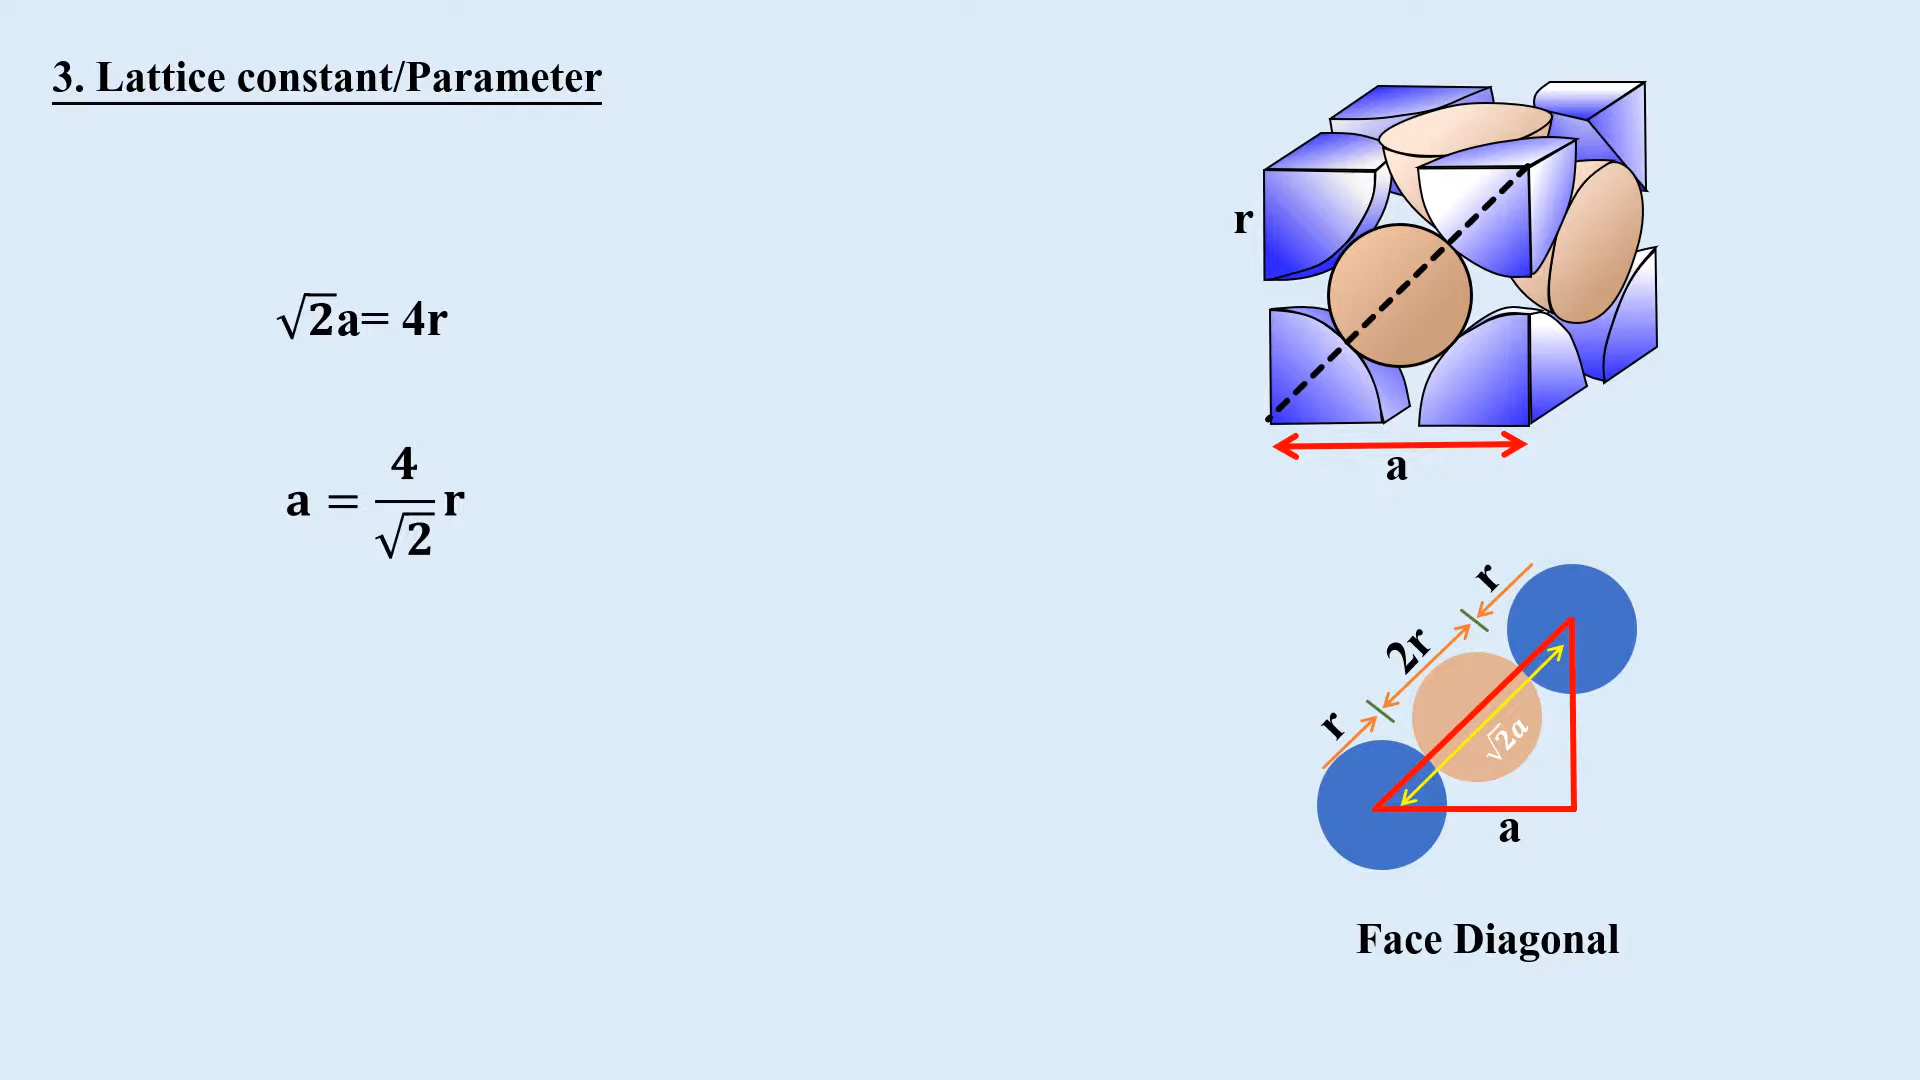 3. Lattice constant/Parameter
√2a= 4r
a = 4/√2 r
r
a
r
2r
r
√2a
a
Face Diagonal